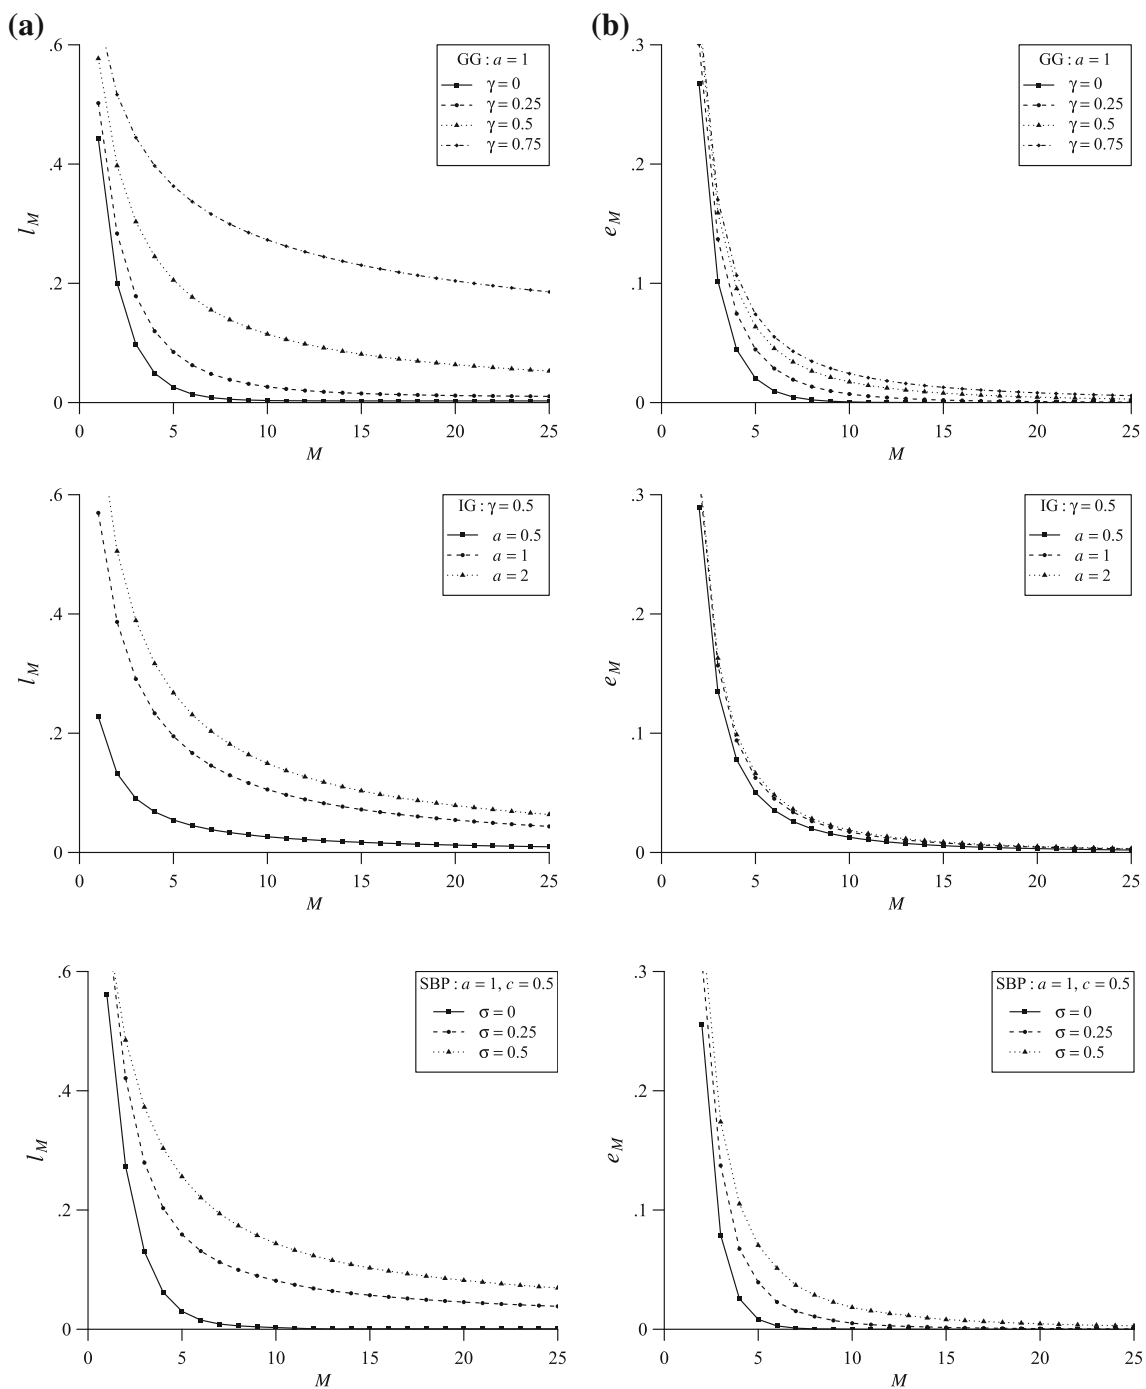 (a)
l_M
.6
.4
.2
0
0 5 10 15 20 25
M
GG : a = 1
γ = 0
γ = 0.25
γ = 0.5
γ = 0.75
(b)
e_M
.3
.2
.1
0
0 5 10 15 20 25
M
GG : a = 1
γ = 0
γ = 0.25
γ = 0.5
γ = 0.75
l_M
.6
.4
.2
0
0 5 10 15 20 25
M
IG : γ = 0.5
a = 0.5
a = 1
a = 2
e_M
.3
.2
.1
0
0 5 10 15 20 25
M
IG : γ = 0.5
a = 0.5
a = 1
a = 2
l_M
.6
.4
.2
0
0 5 10 15 20 25
M
SBP : a = 1, c = 0.5
σ = 0
σ = 0.25
σ = 0.5
e_M
.3
.2
.1
0
0 5 10 15 20 25
M
SBP : a = 1, c = 0.5
σ = 0
σ = 0.25
σ = 0.5